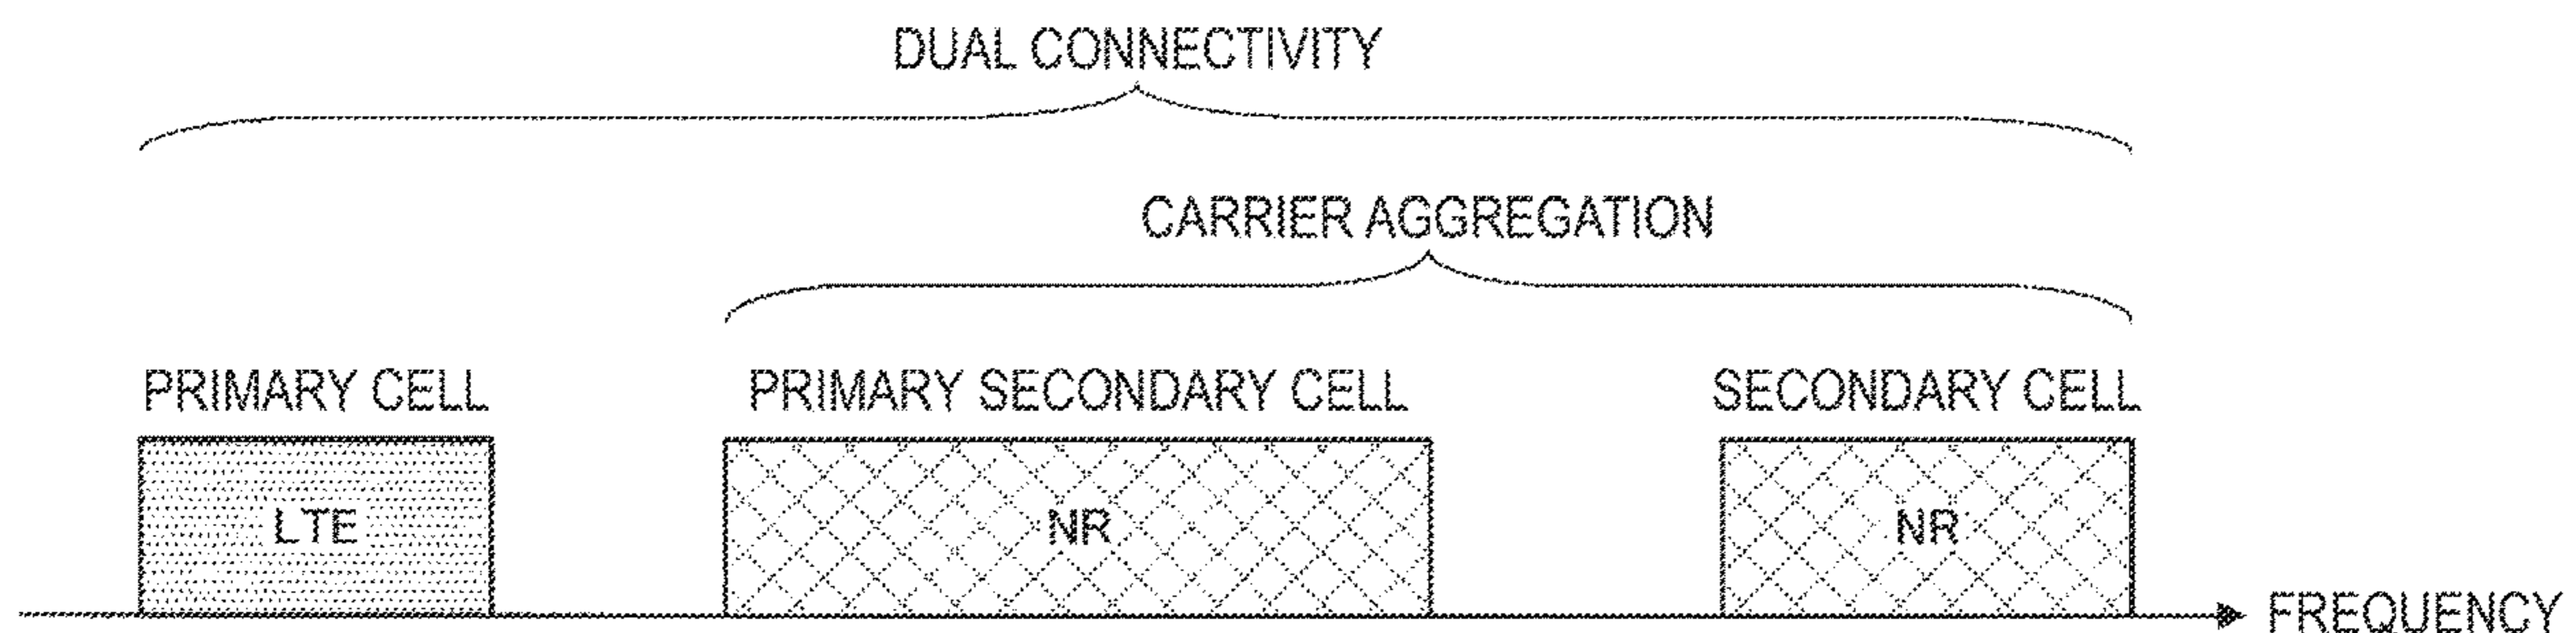 DUAL CONNECTIVITY
CARRIER AGGREGATION
PRIMARY CELL PRIMARY SECONDARY CELL SECONDARY CELL
LTE NR NR
FREQUENCY